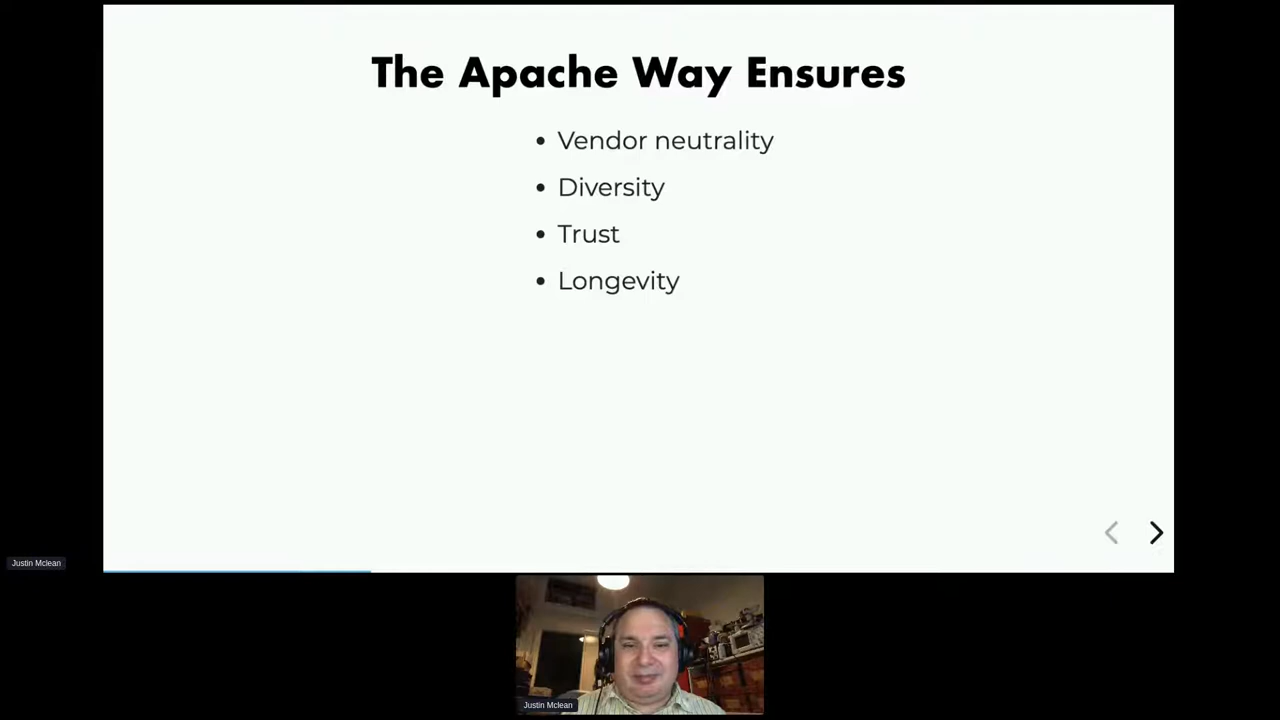 The Apache Way Ensures
• Vendor neutrality
• Diversity
• Trust
• Longevity
Justin Mclean
Justin Mclean